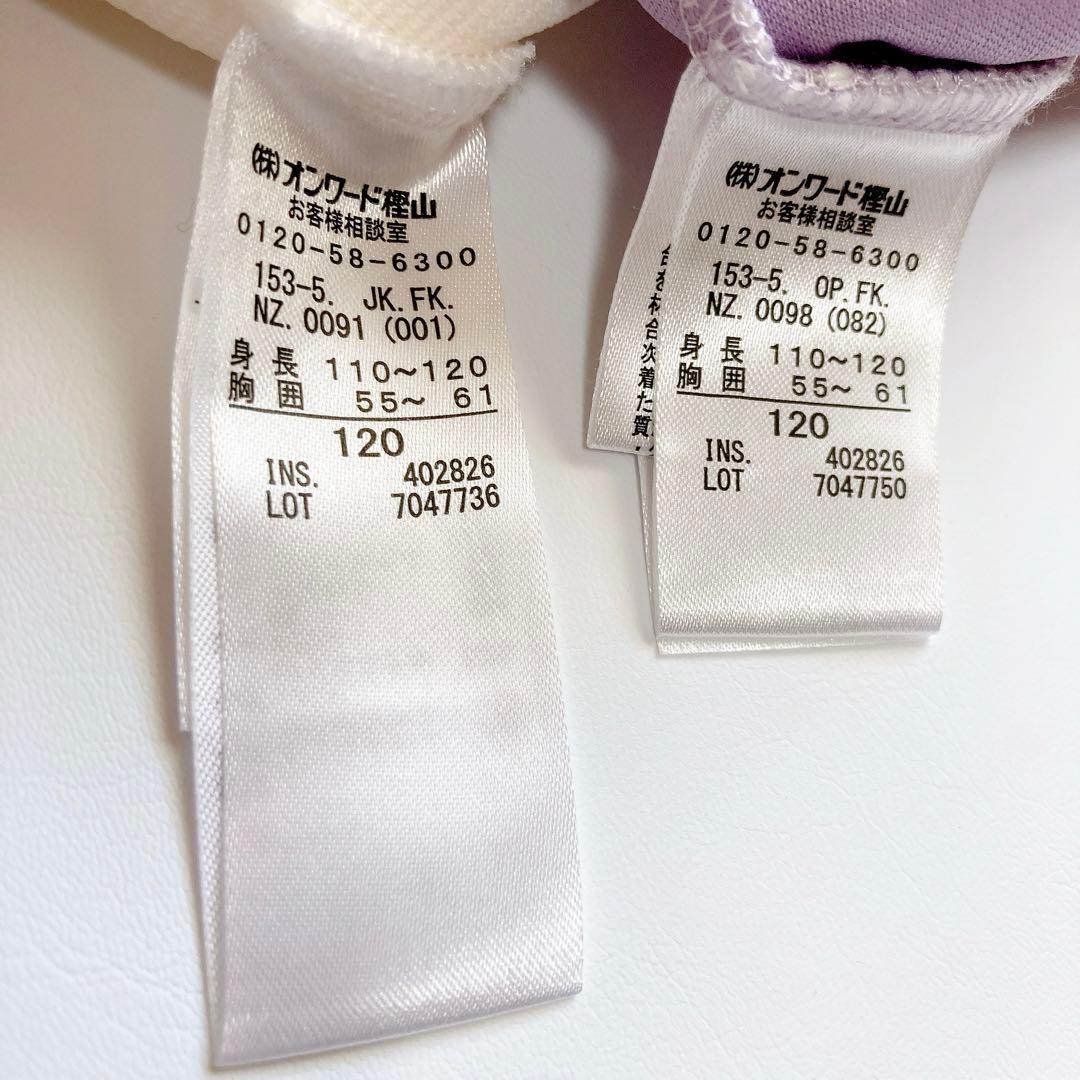 (株)オンワード樫山
お客様相談室
0120-58-6300
153-5. JK.FK.
NZ. 0091 (001)
身長 110〜120
胸囲 55〜 61
120
INS. 402826
LOT 7047736
(株)オンワード樫山
お客様相談室
0120-58-6300
153-5. OP.FK.
NZ. 0098 (082)
身長 110〜120
胸囲 55〜 61
120
INS. 402826
LOT 7047750